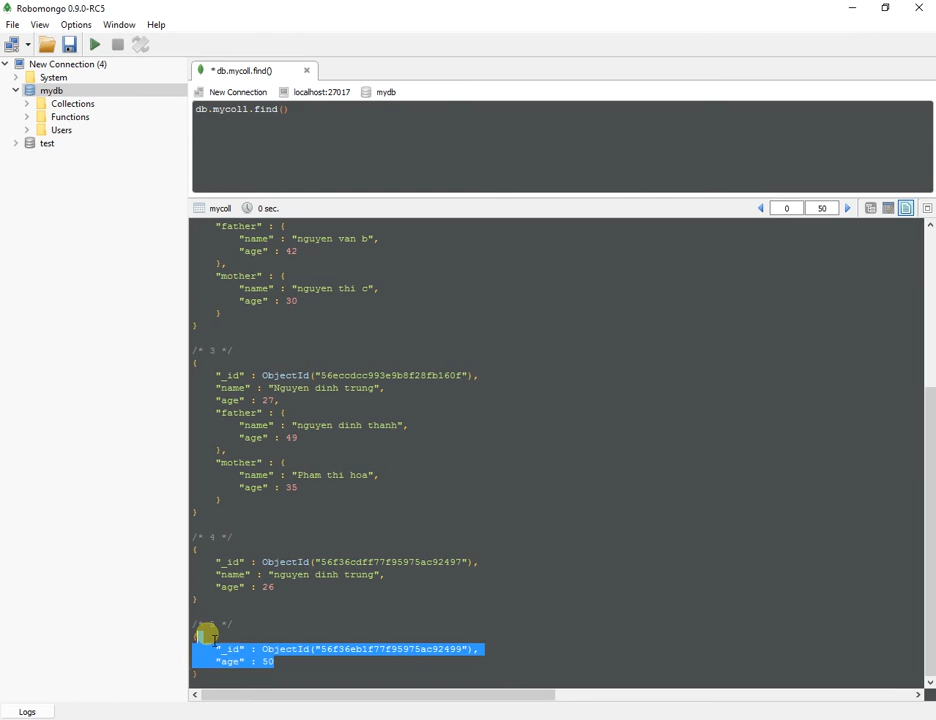 Robomongo 0.9.0-RC5
File View Options Window Help
New Connection (4)
System
mydb
Collections
Functions
Users
test
* db.mycoll.find()
New Connection localhost:27017 mydb
db.mycoll.find()
mycoll 0 sec.
0 50
"father" : {
"name" : "nguyen van b",
"age" : 42
},
"mother" : {
"name" : "nguyen thi c",
"age" : 30
}
}
/* 3 */
{
"_id" : ObjectId("56eccdcc993e9b8f28fb160f"),
"name" : "Nguyen dinh trung",
"age" : 27,
"father" : {
"name" : "nguyen dinh thanh",
"age" : 49
},
"mother" : {
"name" : "Pham thi hoa",
"age" : 35
}
}
/* 4 */
{
"_id" : ObjectId("56f36cdff77f95975ac92497"),
"name" : "nguyen dinh trung",
"age" : 26
}
/* 5 */
{
"_id" : ObjectId("56f36eb1f77f95975ac92499"),
"age" : 50
}
Logs